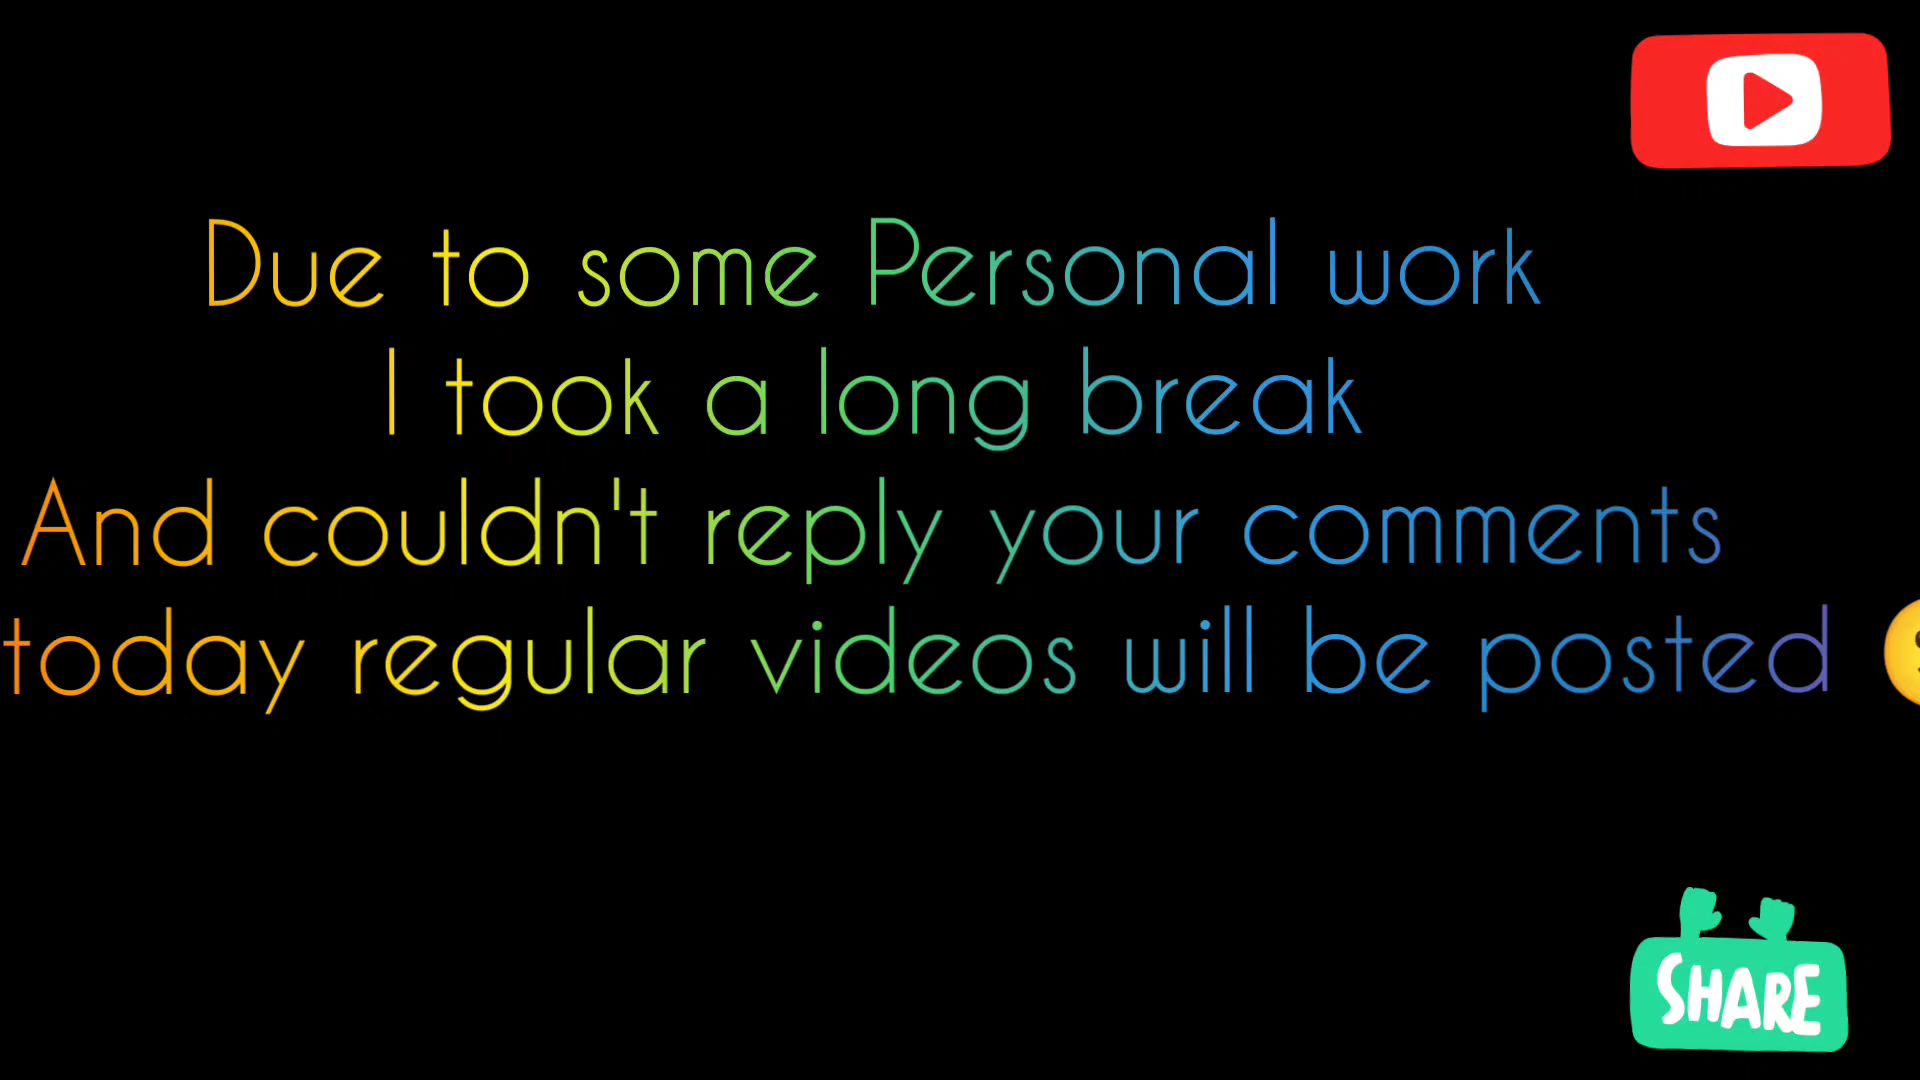 Due to some Personal work
I took a long break
And couldn't reply your comments
today regular videos will be posted
SHARE